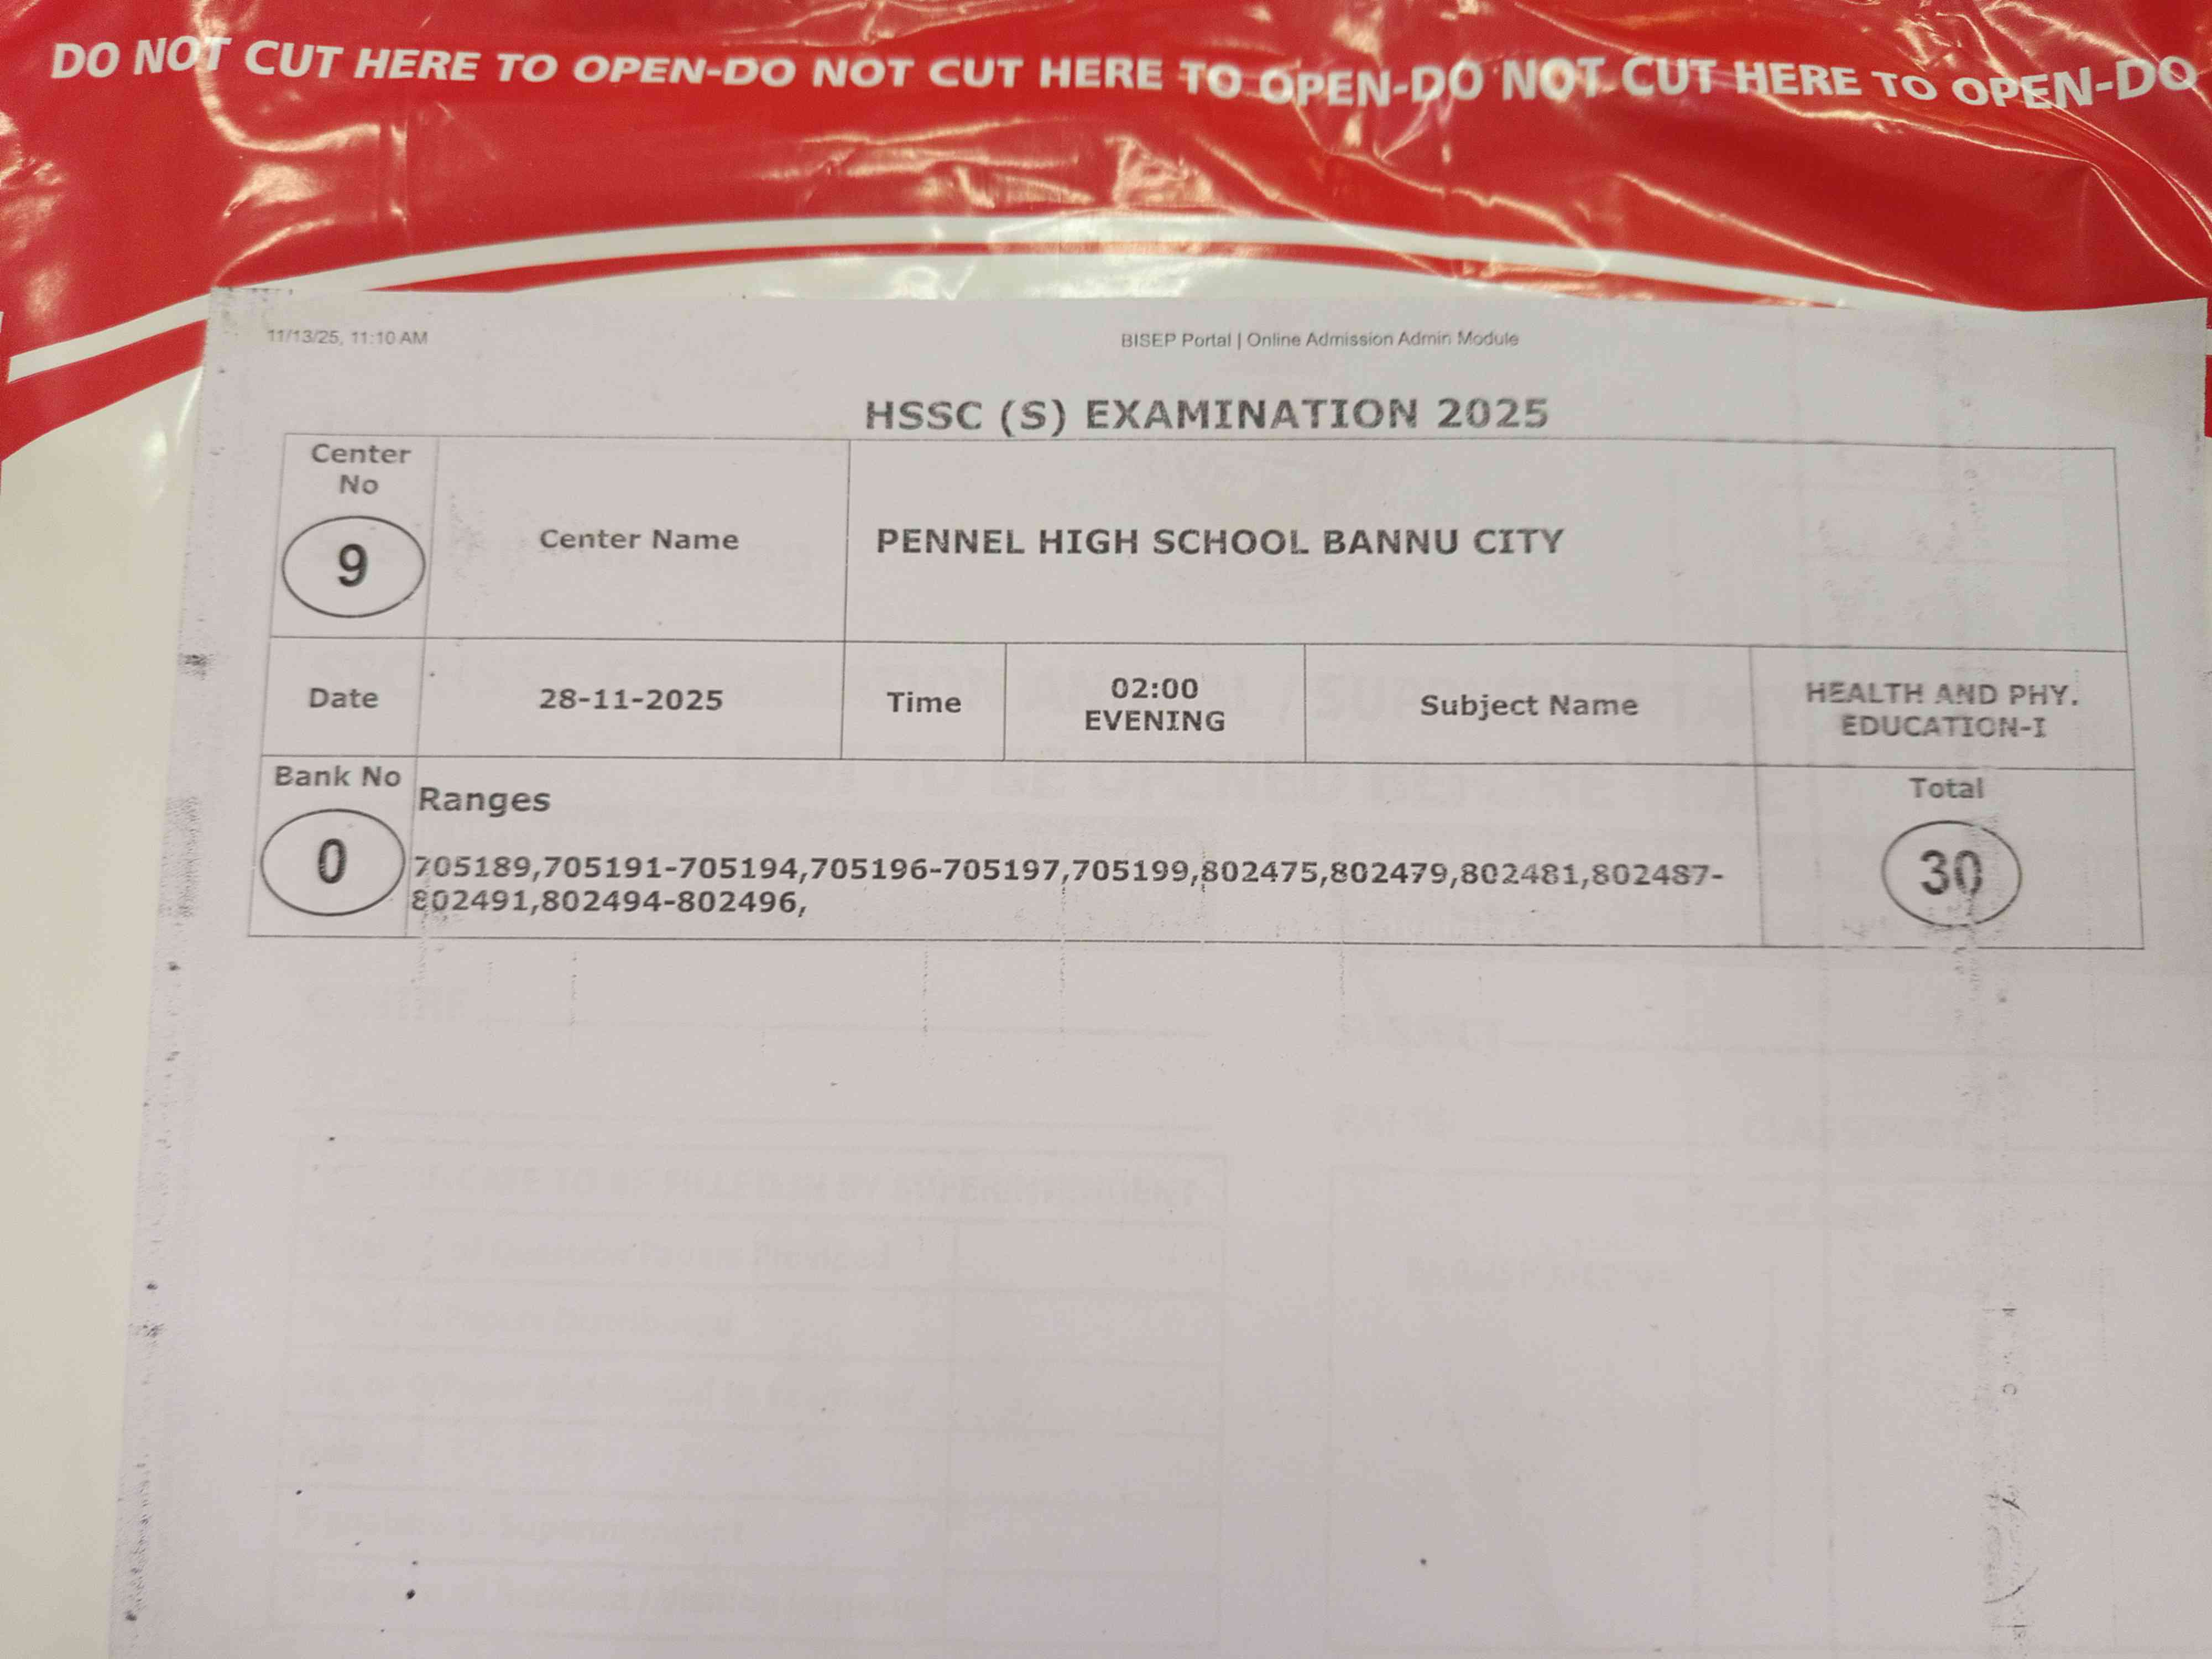 DO NOT CUT HERE TO OPEN-DO NOT CUT HERE TO OPEN-DO NOT CUT HERE TO OPEN-DO
11/13/25, 11:10 AM
BISEP Portal | Online Admission Admin Module
HSSC (S) EXAMINATION 2025
Center
No
9
Center Name
PENNEL HIGH SCHOOL BANNU CITY
Date
28-11-2025
Time
02:00
EVENING
Subject Name
HEALTH AND PHY.
EDUCATION-I
Bank No
0
Ranges
705189,705191-705194,705196-705197,705199,802475,802479,802481,802487-
802491,802494-802496,
Total
30